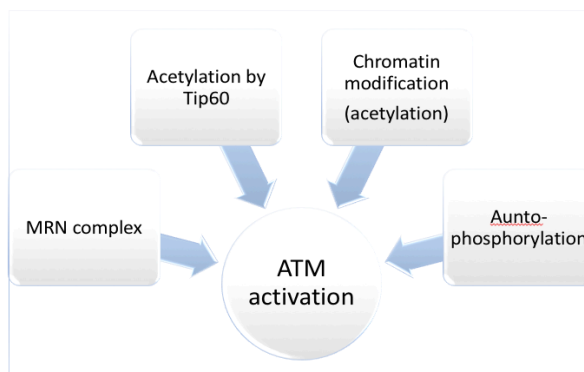 Acetylation by
Tip60
Chromatin
modification
(acetylation)
MRN complex
Aunto-
phosphorylation
ATM
activation